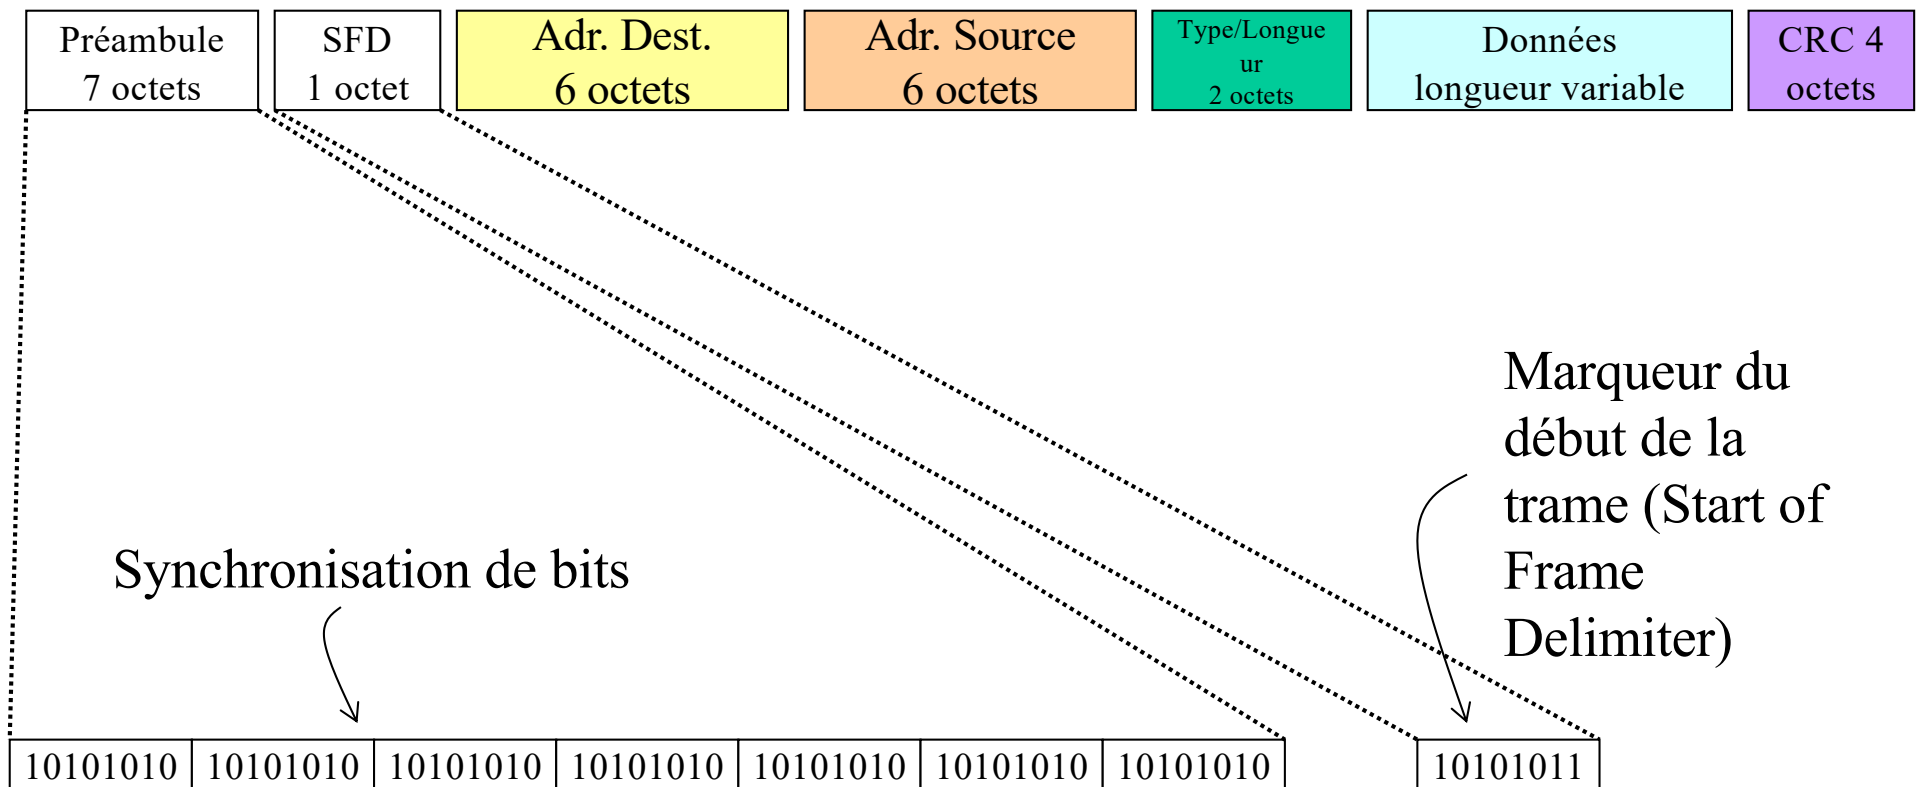 Préambule
7 octets
SFD
1 octet
Adr. Dest.
6 octets
Adr. Source
6 octets
Type/Longue
ur
2 octets
Données
longueur variable
CRC 4
octets
Marqueur du
début de la
trame (Start of
Frame
Delimiter)
Synchronisation de bits
10101010 10101010 10101010 10101010 10101010 10101010 10101010 10101011